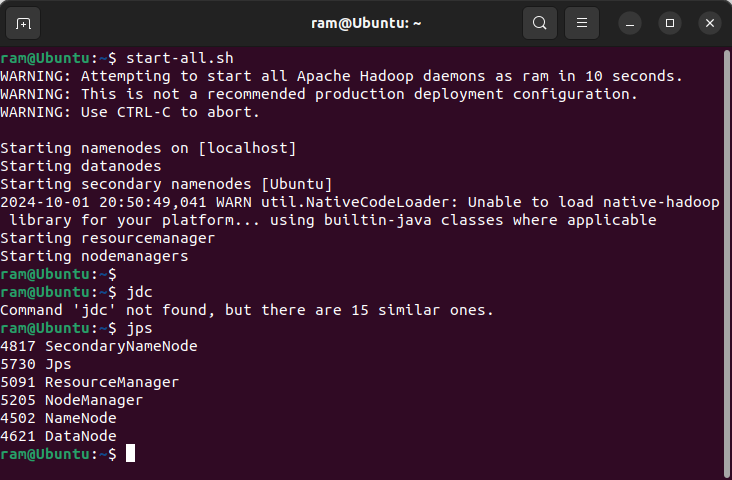 ram@Ubuntu: ~
ram@Ubuntu:~$ start-all.sh
WARNING: Attempting to start all Apache Hadoop daemons as ram in 10 seconds.
WARNING: This is not a recommended production deployment configuration.
WARNING: Use CTRL-C to abort.
Starting namenodes on [localhost]
Starting datanodes
Starting secondary namenodes [Ubuntu]
2024-10-01 20:50:49,041 WARN util.NativeCodeLoader: Unable to load native-hadoop
library for your platform... using builtin-java classes where applicable
Starting resourcemanager
Starting nodemanagers
ram@Ubuntu:~$
ram@Ubuntu:~$ jdc
Command 'jdc' not found, but there are 15 similar ones.
ram@Ubuntu:~$ jps
4817 SecondaryNameNode
5730 Jps
5091 ResourceManager
5205 NodeManager
4502 NameNode
4621 DataNode
ram@Ubuntu:~$